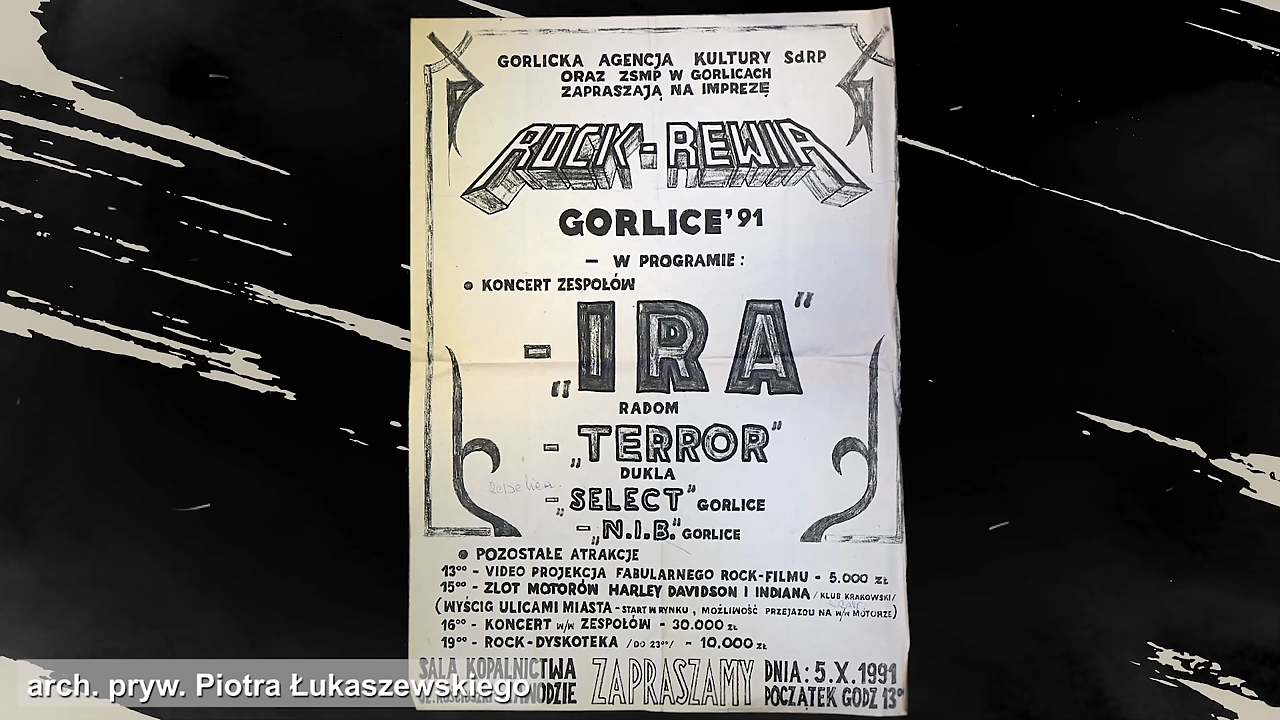 GORLICKA AGENCJA KULTURY SdRP
ORAZ ZSMP W GORLICACH
ZAPRASZAJĄ NA IMPREZĘ
ROCK-REWIA
GORLICE'91
- W PROGRAMIE:
● KONCERT ZESPOŁÓW
- „IRA"
RADOM
- „TERROR"
DUKLA
- „SELECT" GORLICE
- „N.I.B." GORLICE
● POZOSTAŁE ATRAKCJE
13⁰⁰ - VIDEO PROJEKCJA FABULARNEGO ROCK-FILMU - 5.000 ZŁ
15⁰⁰ - ZLOT MOTORÓW HARLEY DAVIDSON I INDIANA /KLUB KRAKOWSKI/
(WYŚCIG ULICAMI MIASTA - START W RYNKU, MOŻLIWOŚĆ PRZEJAZDU NA W/W MOTORZE)
16⁰⁰ - KONCERT W/W ZESPOŁÓW - 30.000 ZŁ
19⁰⁰ - ROCK-DYSKOTEKA /DO 23⁰⁰/ - 10,000 ZŁ
SALA KOPALNICTWA ZAPRASZAMY DNIA: 5.X.1991
POCZĄTEK GODZ 13⁰⁰
arch. pryw. Piotra Łukaszewskiego